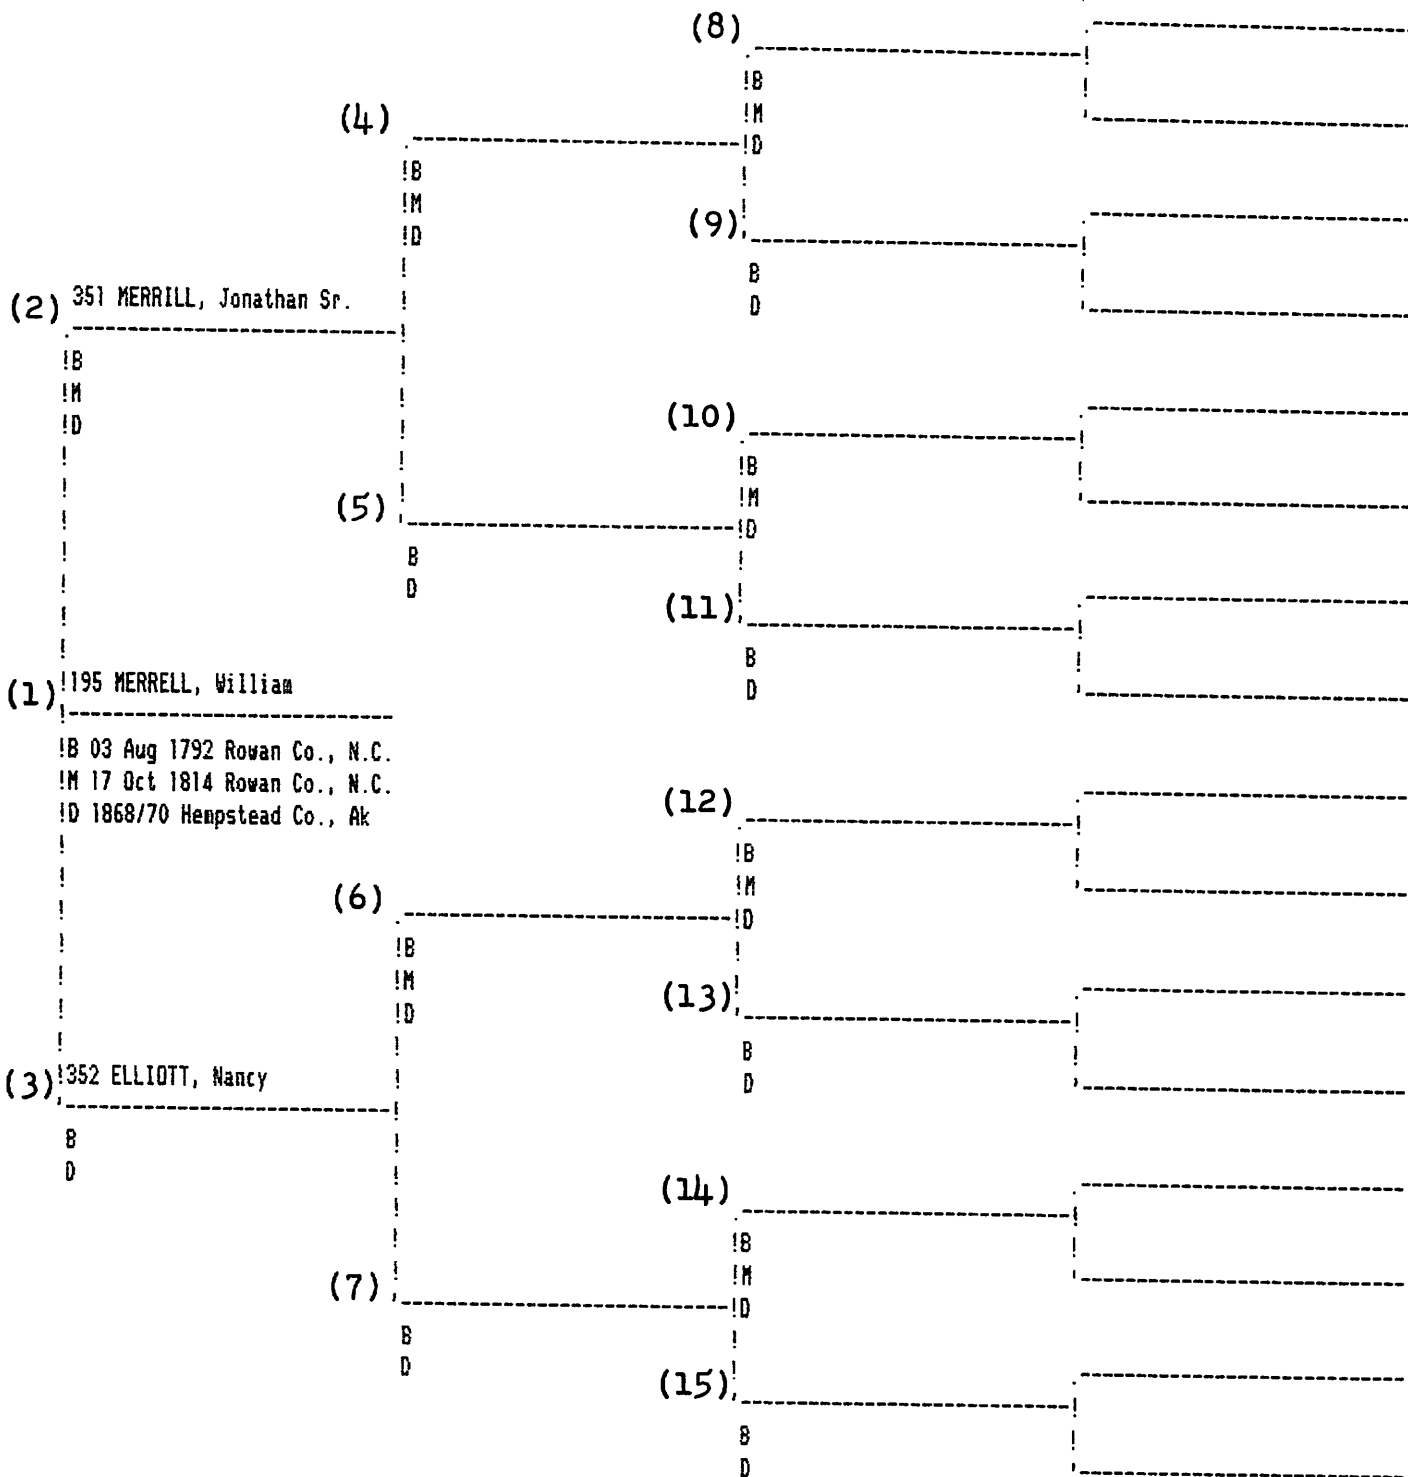 (8)
!B
!M
(4)
!D
!B
!M
(9)
!D
B
(2) 351 MERRILL, Jonathan Sr.
D
!B
!M
(10)
!D
!B
!M
(5)
!D
B
D
(11)
B
(1) !195 MERRELL, William
D
!B 03 Aug 1792 Rowan Co., N.C.
!M 17 Oct 1814 Rowan Co., N.C.
(12)
!D 1868/70 Hempstead Co., Ak
!B
!M
(6)
!D
!B
!M
(13)
!D
B
(3) !352 ELLIOTT, Nancy
D
B
D
(14)
!B
!M
(7)
!D
B
D
(15)
B
D